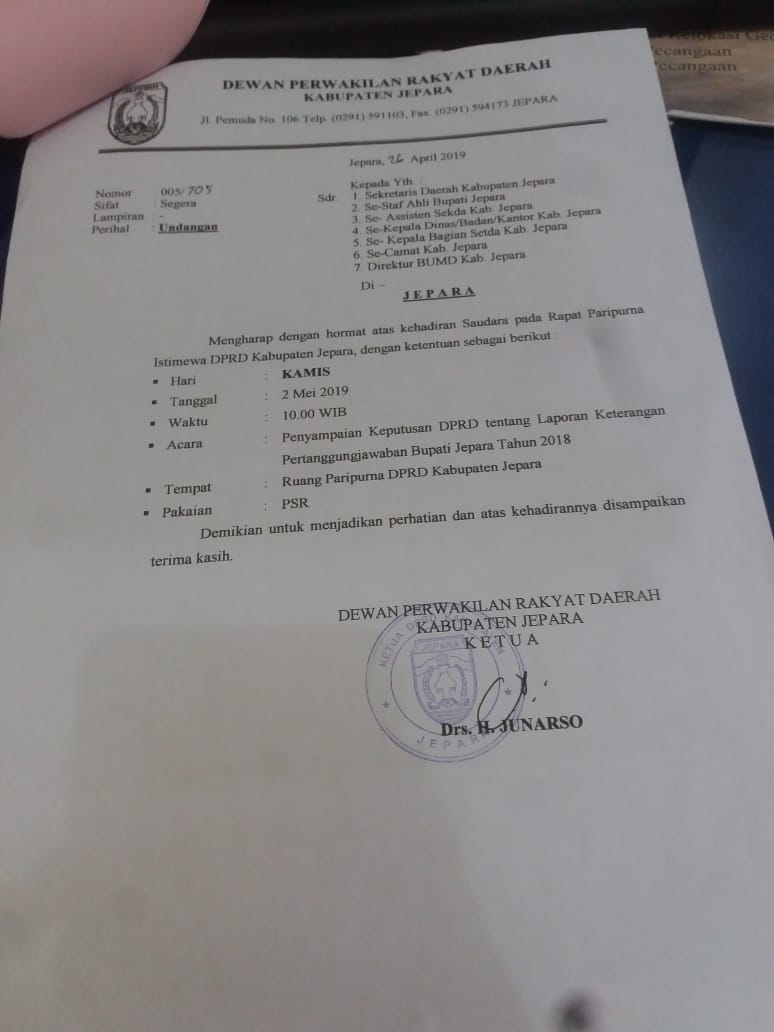 Relokasi Ged
Pecangaan
Pecangaan
JEPARA
DEWAN PERWAKILAN RAKYAT DAERAH
KABUPATEN JEPARA
Jl. Pemuda No. 106 Telp. (0291) 591103, Fax. (0291) 594173 JEPARA
Jepara, 26 April 2019
Nomor : 005/705
Sifat : Segera
Lampiran : -
Perihal : Undangan
Kepada Yth :
Sdr. 1. Sekretaris Daerah Kabupaten Jepara
2. Se-Staf Ahli Bupati Jepara
3. Se- Assisten Sekda Kab. Jepara
4. Se-Kepala Dinas/Badan/Kantor Kab. Jepara
5. Se- Kepala Bagian Setda Kab. Jepara
6. Se-Camat Kab. Jepara
7. Direktur BUMD Kab. Jepara
Di –
JEPARA
Mengharap dengan hormat atas kehadiran Saudara pada Rapat Paripurna
Istimewa DPRD Kabupaten Jepara, dengan ketentuan sebagai berikut :
▪ Hari : KAMIS
▪ Tanggal : 2 Mei 2019
▪ Waktu : 10.00 WIB
▪ Acara : Penyampaian Keputusan DPRD tentang Laporan Keterangan
Pertanggungjawaban Bupati Jepara Tahun 2018
▪ Tempat : Ruang Paripurna DPRD Kabupaten Jepara
▪ Pakaian : PSR
Demikian untuk menjadikan perhatian dan atas kehadirannya disampaikan
terima kasih.
DEWAN PERWAKILAN RAKYAT DAERAH
KABUPATEN JEPARA
K E T U A
KETUA DPRD
JEPARA
JEPARA
Drs. H. JUNARSO